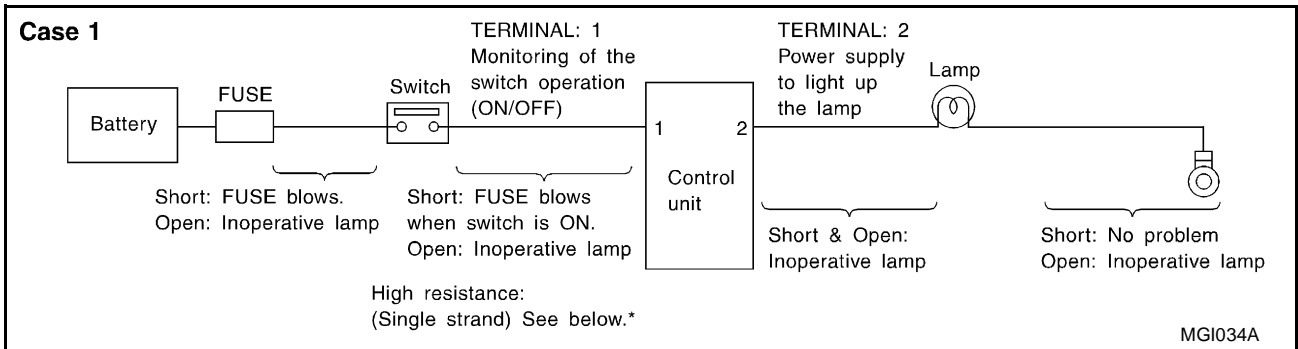 Case 1
TERMINAL: 1
Monitoring of the
switch operation
(ON/OFF)
TERMINAL: 2
Power supply
to light up
the lamp
Lamp
FUSE
Switch
Battery
1
2
Control
unit
Short: FUSE blows.
Open: Inoperative lamp
Short: FUSE blows
when switch is ON.
Open: Inoperative lamp
Short & Open:
Inoperative lamp
Short: No problem
Open: Inoperative lamp
High resistance:
(Single strand) See below.*
MGI034A